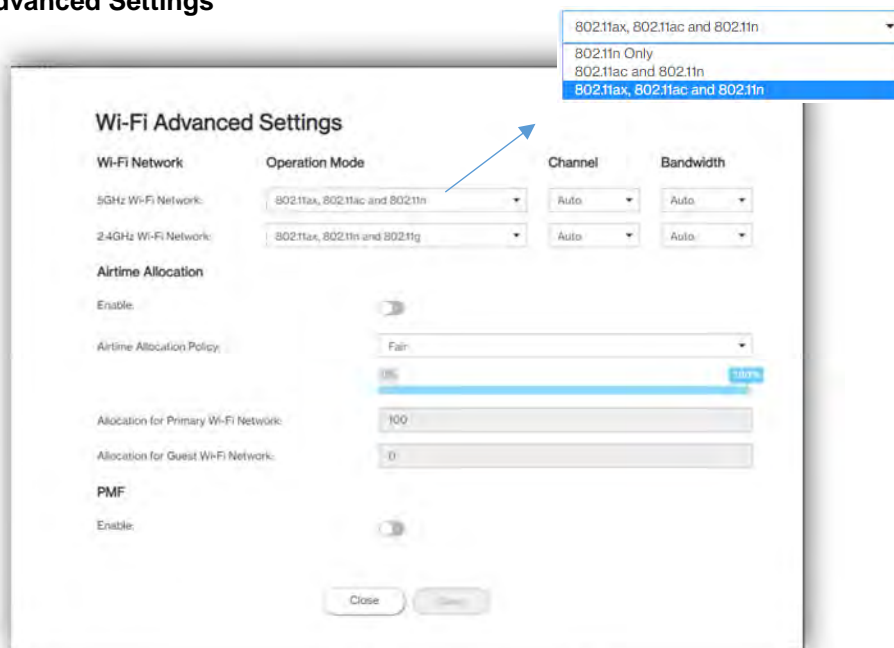 dvanced Settings
802.11ax, 802.11ac and 802.11n
802.11n Only
802.11ac and 802.11n
802.11ax, 802.11ac and 802.11n
Wi-Fi Advanced Settings
Wi-Fi Network Operation Mode Channel Bandwidth
5GHz Wi-Fi Network: 802.11ax, 802.11ac and 802.11n Auto Auto
2.4GHz Wi-Fi Network: 802.11ax, 802.11n and 802.11g Auto Auto
Airtime Allocation
Enable:
Airtime Allocation Policy: Fair
0% 100%
Allocation for Primary Wi-Fi Network: 100
Allocation for Guest Wi-Fi Network: 0
PMF
Enable:
Close